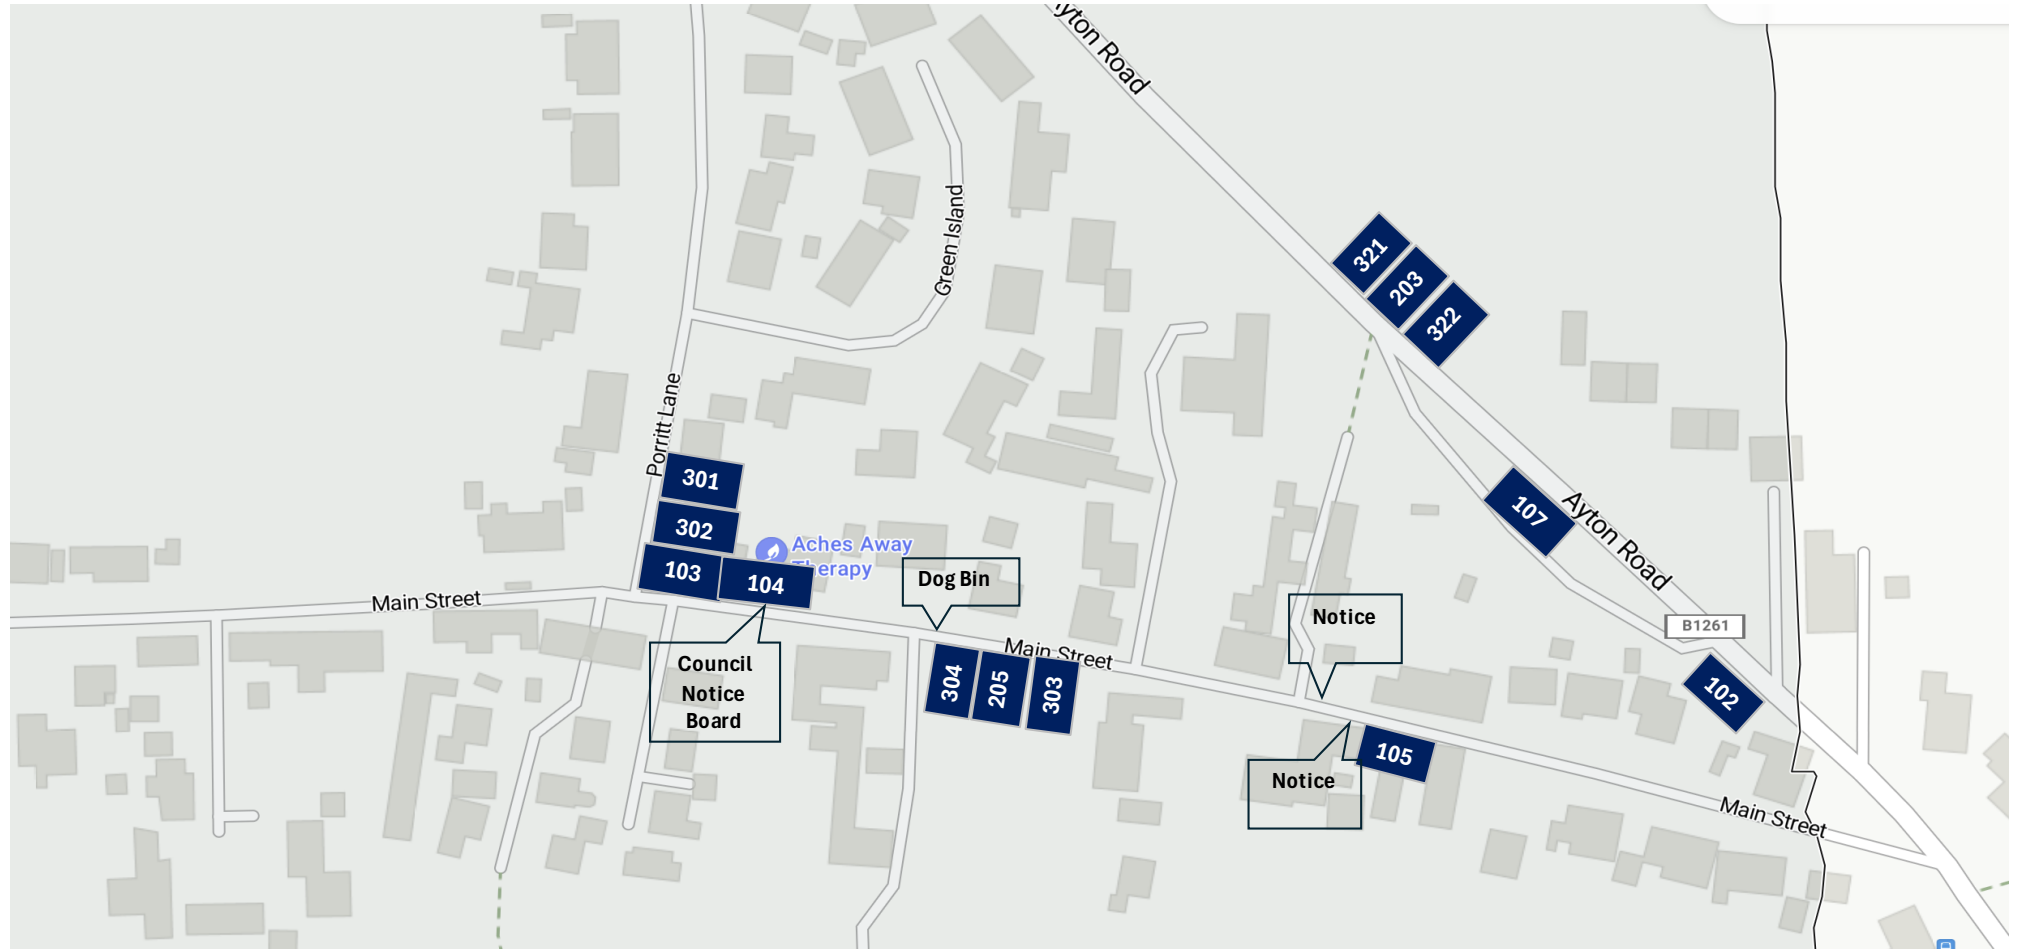 Ayton Road
Green Island
321
203
322
Porritt Lane
301
302
103
104
Aches Away
Therapy
107
Ayton Road
Main Street
Dog Bin
Notice
B1261
Main Street
Council
Notice
Board
304
205
303
102
105
Notice
Main Street